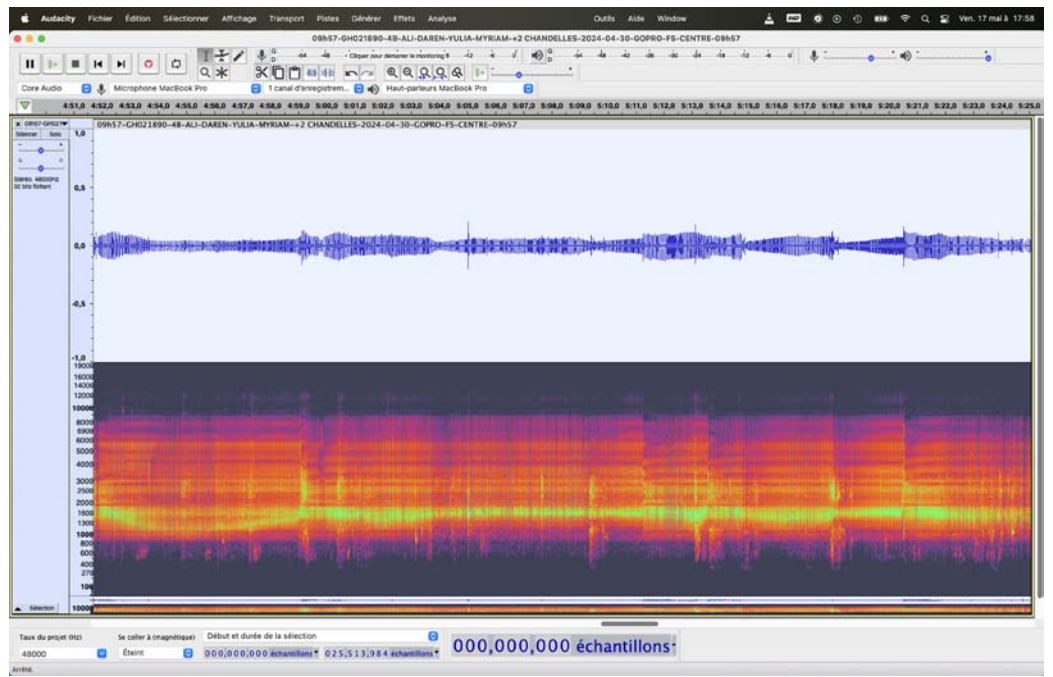 Audacity Fichier Édition Sélectionner Affichage Transport Pistes Générer Effets Analyse Outils Aide Window Ven. 17 mai à 17:58
09h57-GH021890-4B-ALI-DAREN-YULIA-MYRIAM-+2 CHANDELLES-2024-04-30-GOPRO-FS-CENTRE-09h57
Cliquer pour démarrer le monitoring
Core Audio Microphone MacBook Pro 1 canal d'enregistrem... Haut-parleurs MacBook Pro
4:51,0 4:52,0 4:53,0 4:54,0 4:55,0 4:56,0 4:57,0 4:58,0 4:59,0 5:00,0 5:01,0 5:02,0 5:03,0 5:04,0 5:05,0 5:06,0 5:07,0 5:08,0 5:09,0 5:10,0 5:11,0 5:12,0 5:13,0 5:14,0 5:15,0 5:16,0 5:17,0 5:18,0 5:19,0 5:20,0 5:21,0 5:22,0 5:23,0 5:24,0 5:25,0
09h57-GH021890-4B-ALI-DAREN-YULIA-MYRIAM-+2 CHANDELLES-2024-04-30-GOPRO-FS-CENTRE-09h57
Silencer Solo
Stéréo, 48000Hz
32 bits flottant
1,0
0,5
0,0
-0,5
-1,0
19000
16000
14000
12000
10000
8000
6900
6000
5000
4000
3000
2500
2000
1600
1300
1000
800
600
400
270
100
Sélection
10000
Taux du projet (Hz) Se coller à (magnétique) Début et durée de la sélection
48000 Éteint 000,000,000 échantillons 025,513,984 échantillons 000,000,000 échantillons
Arrêté.